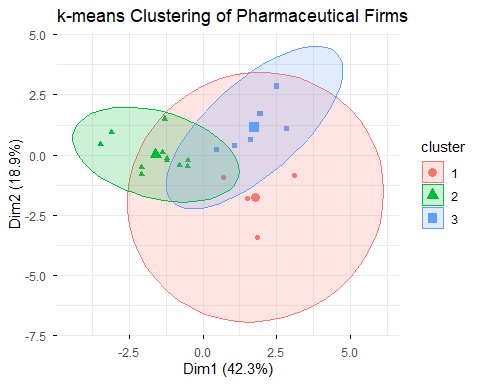 k-means Clustering of Pharmaceutical Firms
5.0
2.5
0.0
-2.5
-5.0
-7.5
Dim2 (18.9%)
-2.5 0.0 2.5 5.0
Dim1 (42.3%)
cluster
1
2
3